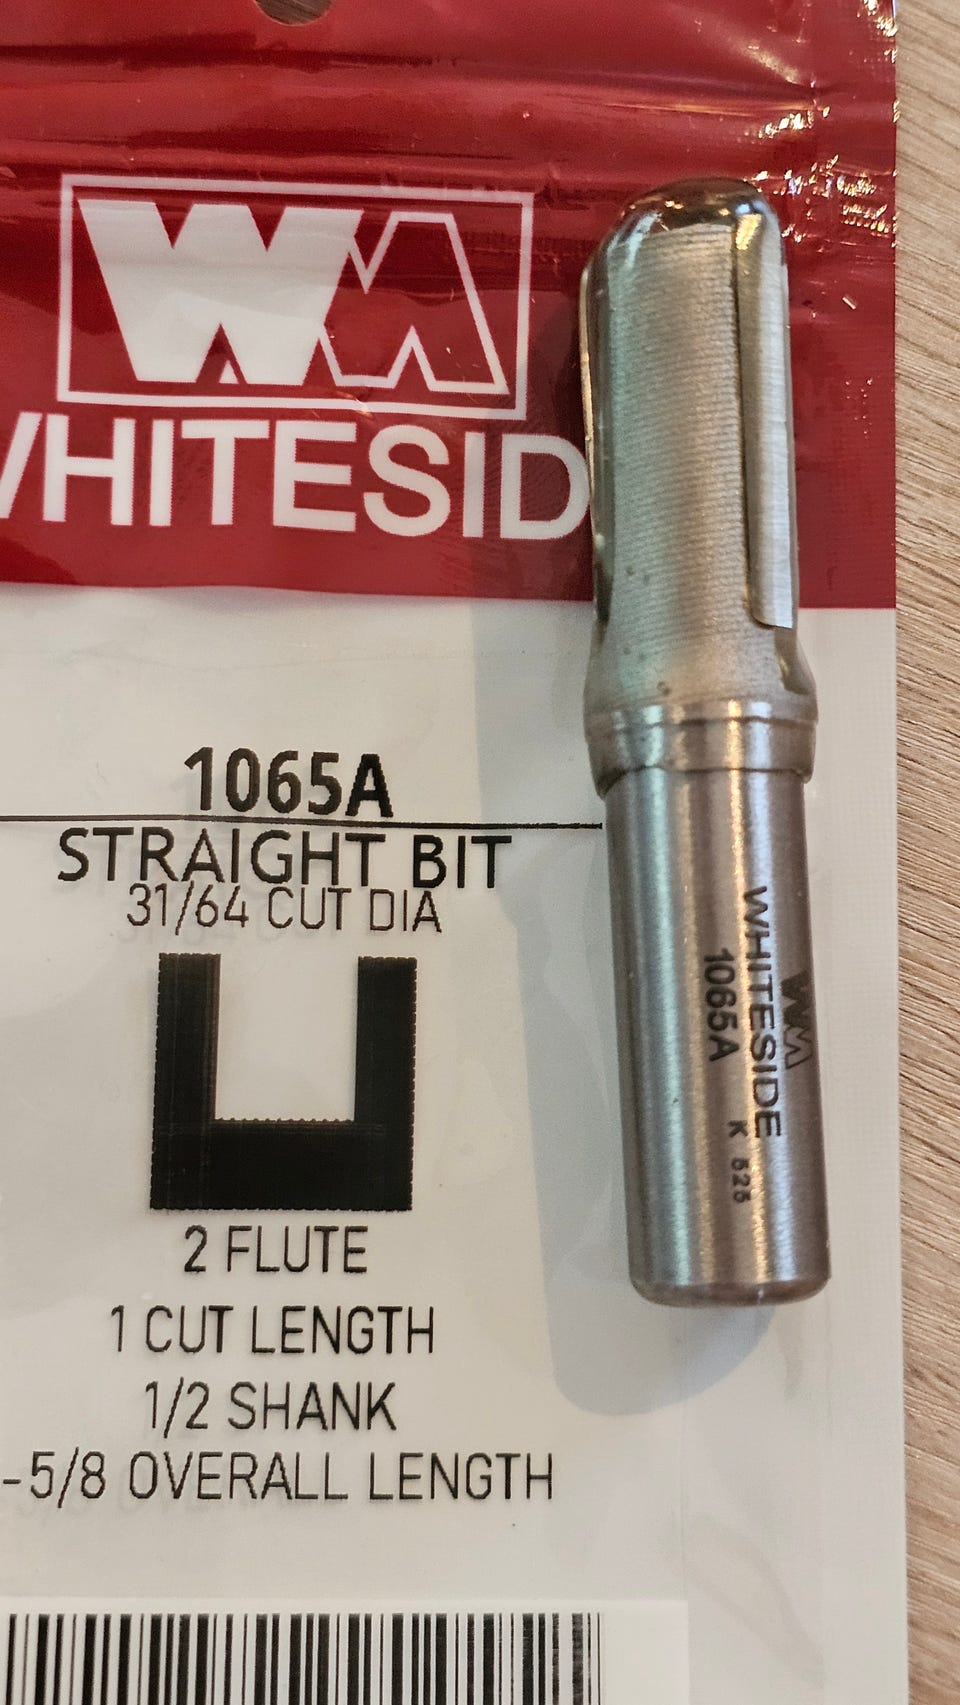 WHITESID
1065A
STRAIGHT BIT
31/64 CUT DIA
2 FLUTE
1 CUT LENGTH
1/2 SHANK
-5/8 OVERALL LENGTH
WHITESIDE
1065A K 525